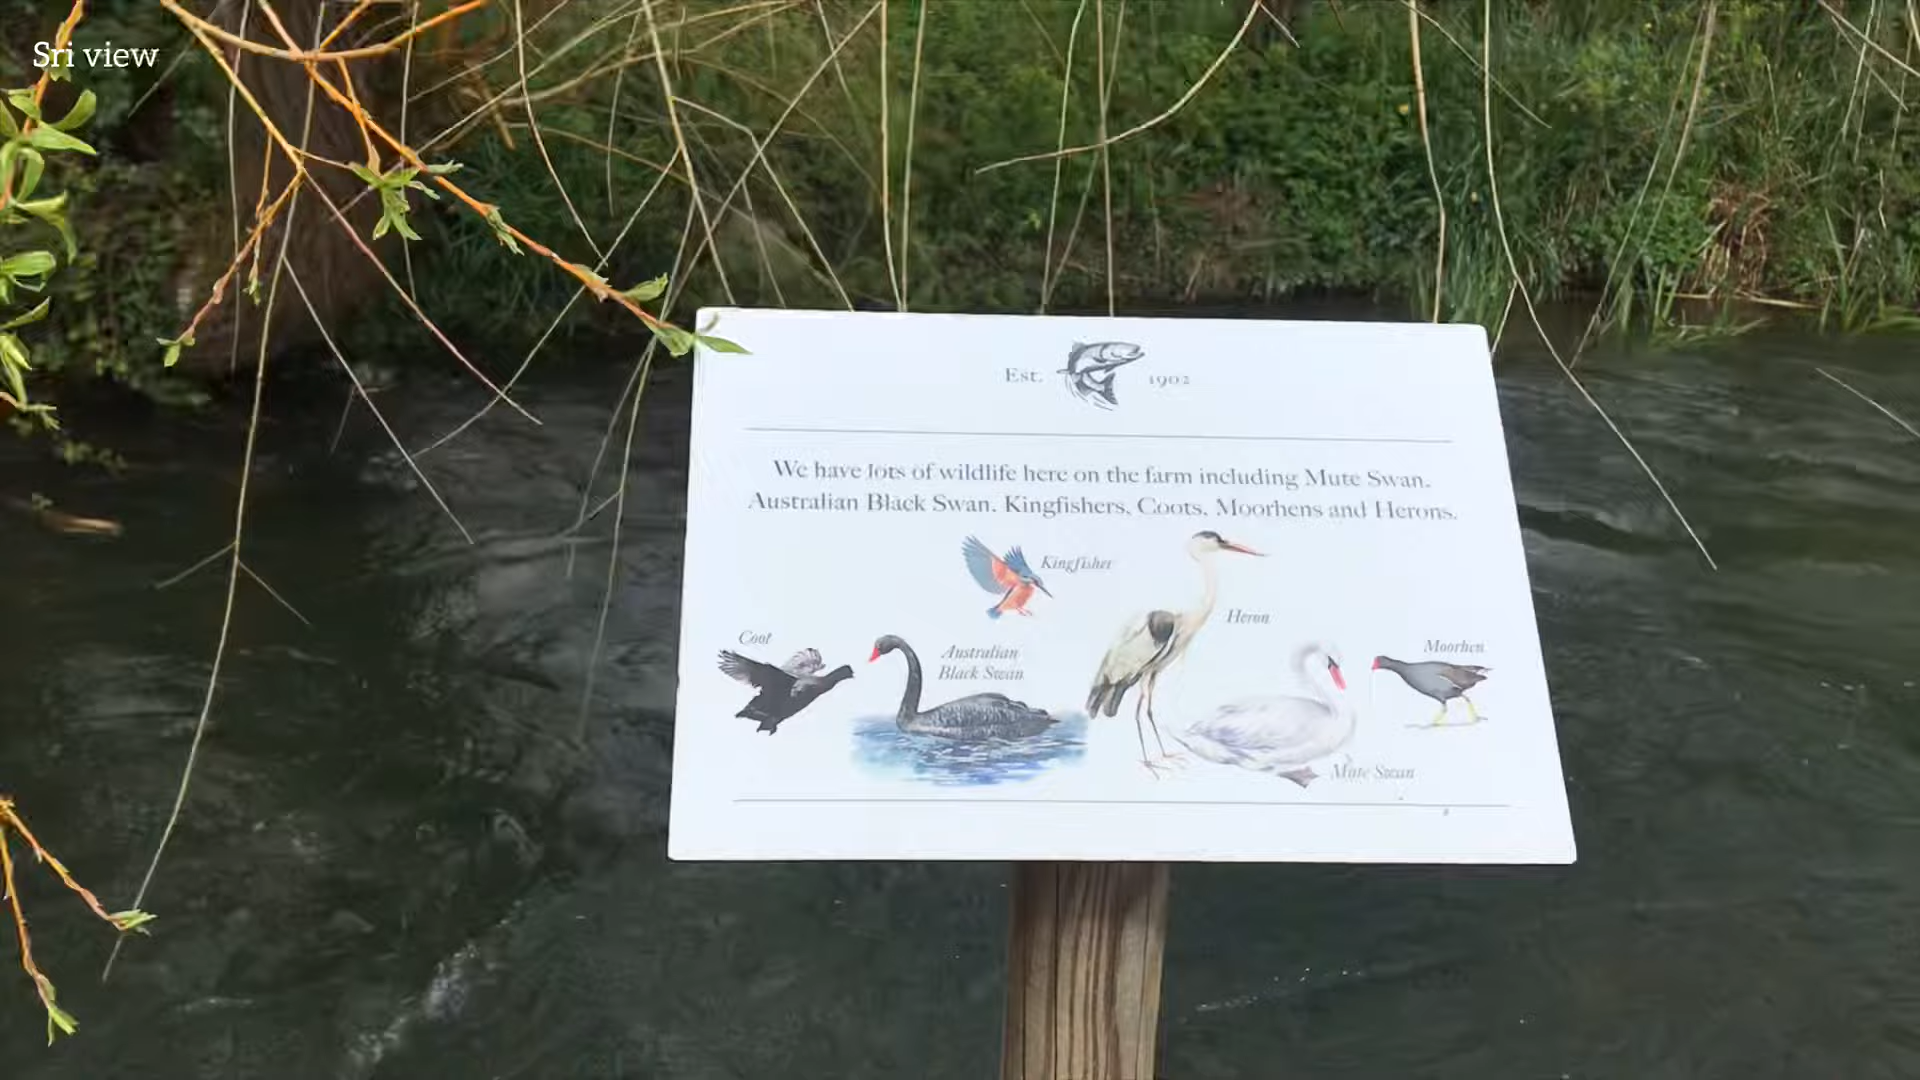 Sri view
Est. 1902
We have lots of wildlife here on the farm including Mute Swan,
Australian Black Swan, Kingfishers, Coots, Moorhens and Herons.
Kingfisher
Heron
Coot
Australian
Black Swan
Moorhen
Mute Swan